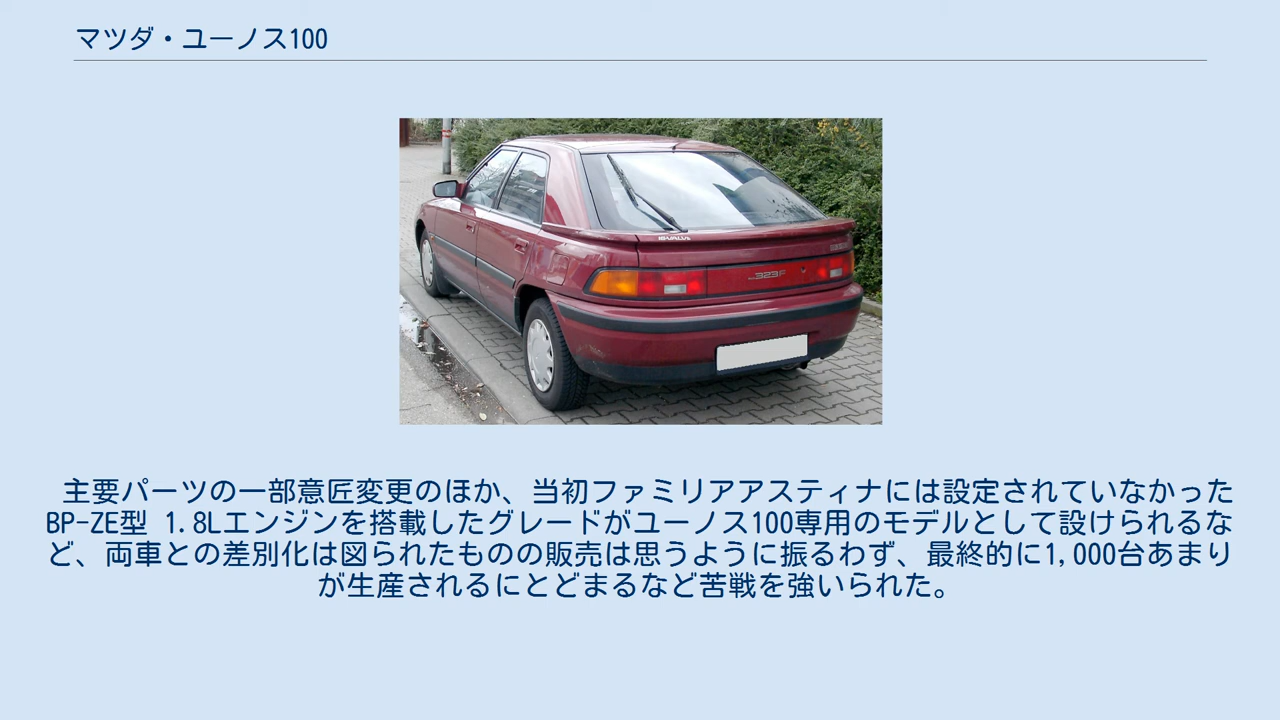 マツダ・ユーノス100
323F
主要パーツの一部意匠変更のほか、当初ファミリアアスティナには設定されていなかった
BP-ZE型 1.8Lエンジンを搭載したグレードがユーノス100専用のモデルとして設けられるな
ど、両車との差別化は図られたものの販売は思うように振るわず、最終的に1,000台あまり
が生産されるにとどまるなど苦戦を強いられた。